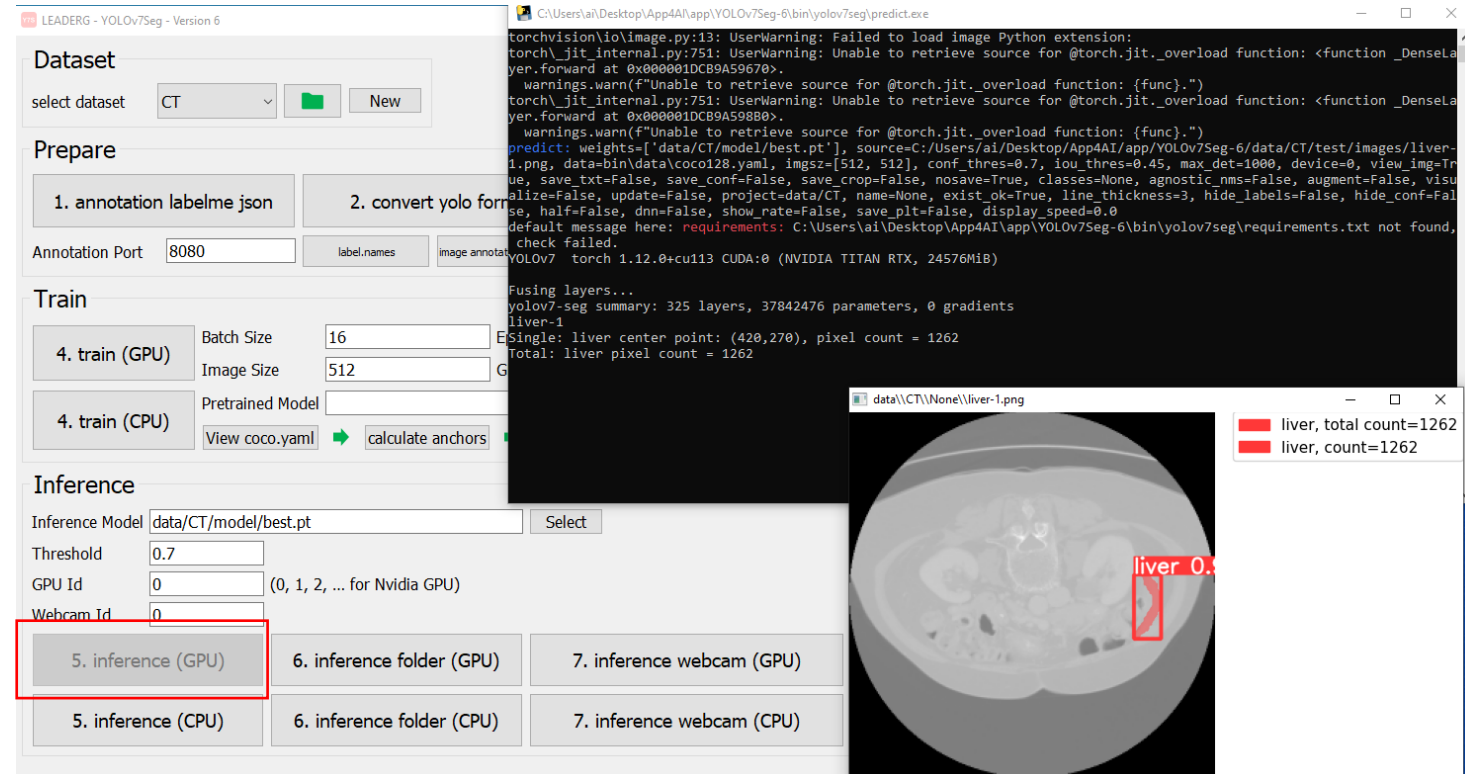 LEADERG - YOLOv7Seg - Version 6
Dataset
select dataset
CT
New
Prepare
1. annotation labelme json
2. convert yolo form
Annotation Port
8080
label.names
image annotat
Train
4. train (GPU)
Batch Size
16
E
Image Size
512
G
4. train (CPU)
Pretrained Model
View coco.yaml
calculate anchors
Inference
Inference Model
data/CT/model/best.pt
Select
Threshold
0.7
GPU Id
0
(0, 1, 2, ... for Nvidia GPU)
Webcam Id
0
5. inference (GPU)
6. inference folder (GPU)
7. inference webcam (GPU)
5. inference (CPU)
6. inference folder (CPU)
7. inference webcam (CPU)
C:\Users\ai\Desktop\App4AI\app\YOLOv7Seg-6\bin\yolov7seg\predict.exe
torchvision\io\image.py:13: UserWarning: Failed to load image Python extension:
torch\_jit_internal.py:751: UserWarning: Unable to retrieve source for @torch.jit._overload function: <function _DenseLa
yer.forward at 0x000001DCB9A59670>.
warnings.warn(f"Unable to retrieve source for @torch.jit._overload function: {func}.")
torch\_jit_internal.py:751: UserWarning: Unable to retrieve source for @torch.jit._overload function: <function _DenseLa
yer.forward at 0x000001DCB9A598B0>.
warnings.warn(f"Unable to retrieve source for @torch.jit._overload function: {func}.")
predict: weights=['data/CT/model/best.pt'], source=C:/Users/ai/Desktop/App4AI/app/YOLOv7Seg-6/data/CT/test/images/liver-
1.png, data=bin\data\coco128.yaml, imgsz=[512, 512], conf_thres=0.7, iou_thres=0.45, max_det=1000, device=0, view_img=Tr
ue, save_txt=False, save_conf=False, save_crop=False, nosave=True, classes=None, agnostic_nms=False, augment=False, visu
alize=False, update=False, project=data/CT, name=None, exist_ok=True, line_thickness=3, hide_labels=False, hide_conf=Fal
se, half=False, dnn=False, show_rate=False, save_plt=False, display_speed=0.0
default message here: requirements: C:\Users\ai\Desktop\App4AI\app\YOLOv7Seg-6\bin\yolov7seg\requirements.txt not found,
check failed.
YOLOv7 torch 1.12.0+cu113 CUDA:0 (NVIDIA TITAN RTX, 24576MiB)
Fusing layers...
yolov7-seg summary: 325 layers, 37842476 parameters, 0 gradients
liver-1
Single: liver center point: (420,270), pixel count = 1262
Total: liver pixel count = 1262
data\\CT\\None\\liver-1.png
liver, total count=1262
liver, count=1262
liver 0.